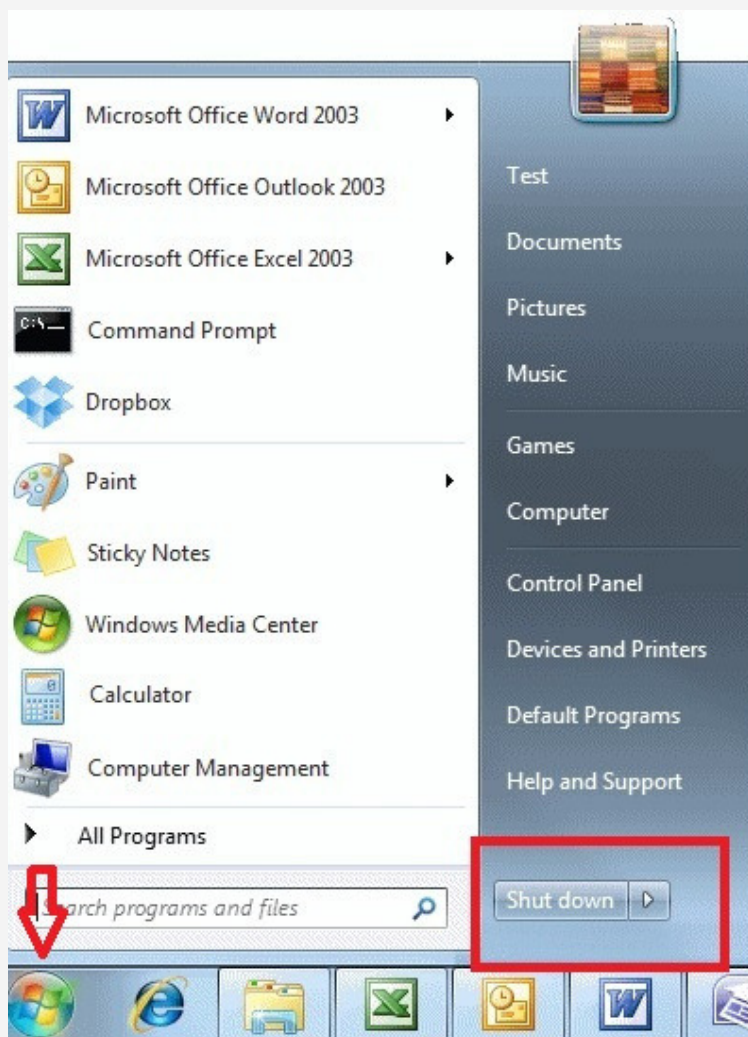 Microsoft Office Word 2003
Microsoft Office Outlook 2003
Microsoft Office Excel 2003
C:\_
Command Prompt
Dropbox
Paint
Sticky Notes
Windows Media Center
Calculator
Computer Management
All Programs
Search programs and files
Test
Documents
Pictures
Music
Games
Computer
Control Panel
Devices and Printers
Default Programs
Help and Support
Shut down